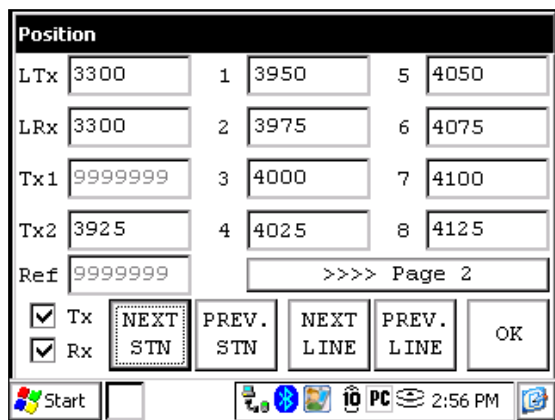 Position
LTx 3300 1 3950 5 4050
LRx 3300 2 3975 6 4075
Tx1 9999999 3 4000 7 4100
Tx2 3925 4 4025 8 4125
Ref 9999999 >>>> Page 2
Tx NEXT STN PREV. STN NEXT LINE PREV. LINE OK
Rx
Start iO PC 2:56 PM